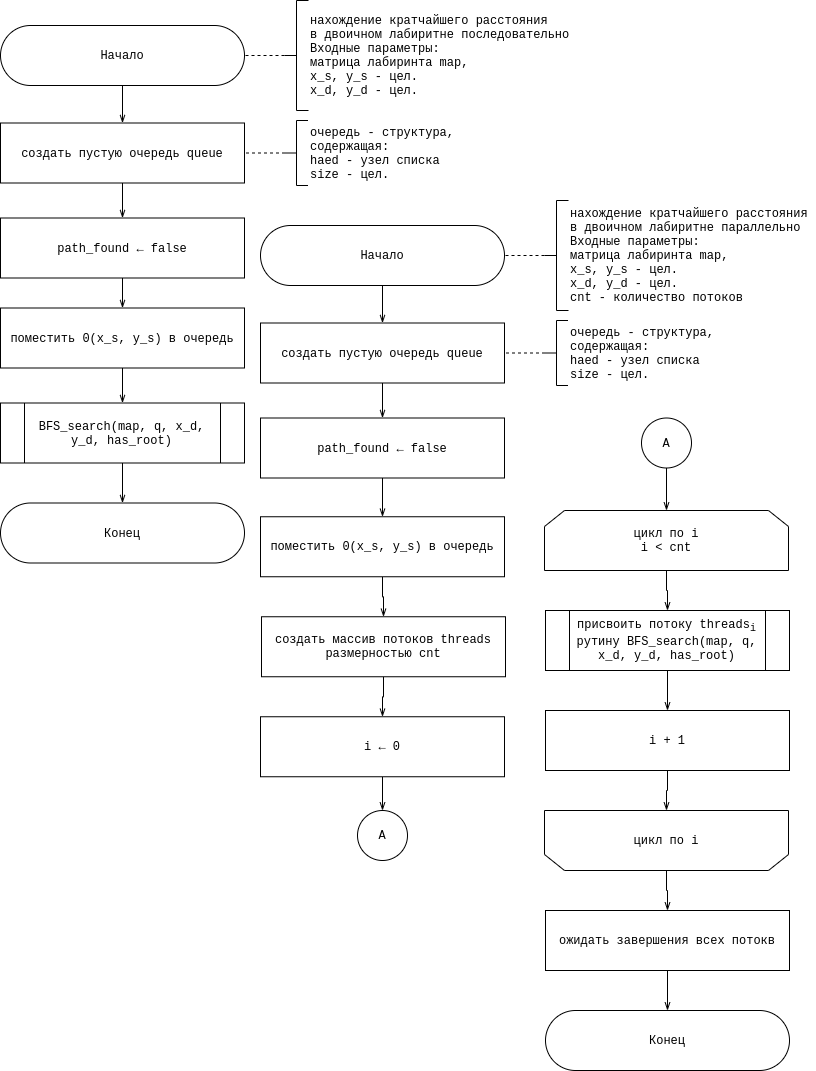 Начало
нахождение кратчайшего расстояния
в двоичном лабиритне последовательно
Входные параметры:
матрица лабиринта map,
x_s, y_s - цел.
x_d, y_d - цел.
создать пустую очередь queue
очередь - структура,
содержащая:
haed - узел списка
size - цел.
path_found ← false
поместить 0(x_s, y_s) в очередь
BFS_search(map, q, x_d,
y_d, has_root)
Конец
Начало
нахождение кратчайшего расстояния
в двоичном лабиритне параллельно
Входные параметры:
матрица лабиринта map,
x_s, y_s - цел.
x_d, y_d - цел.
cnt - количество потоков
создать пустую очередь queue
очередь - структура,
содержащая:
haed - узел списка
size - цел.
path_found ← false
поместить 0(x_s, y_s) в очередь
создать массив потоков threads
размерностью cnt
i ← 0
A
A
цикл по i
i < cnt
присвоить потоку threadsi
рутину BFS_search(map, q,
x_d, y_d, has_root)
i + 1
цикл по i
ожидать завершения всех потокв
Конец